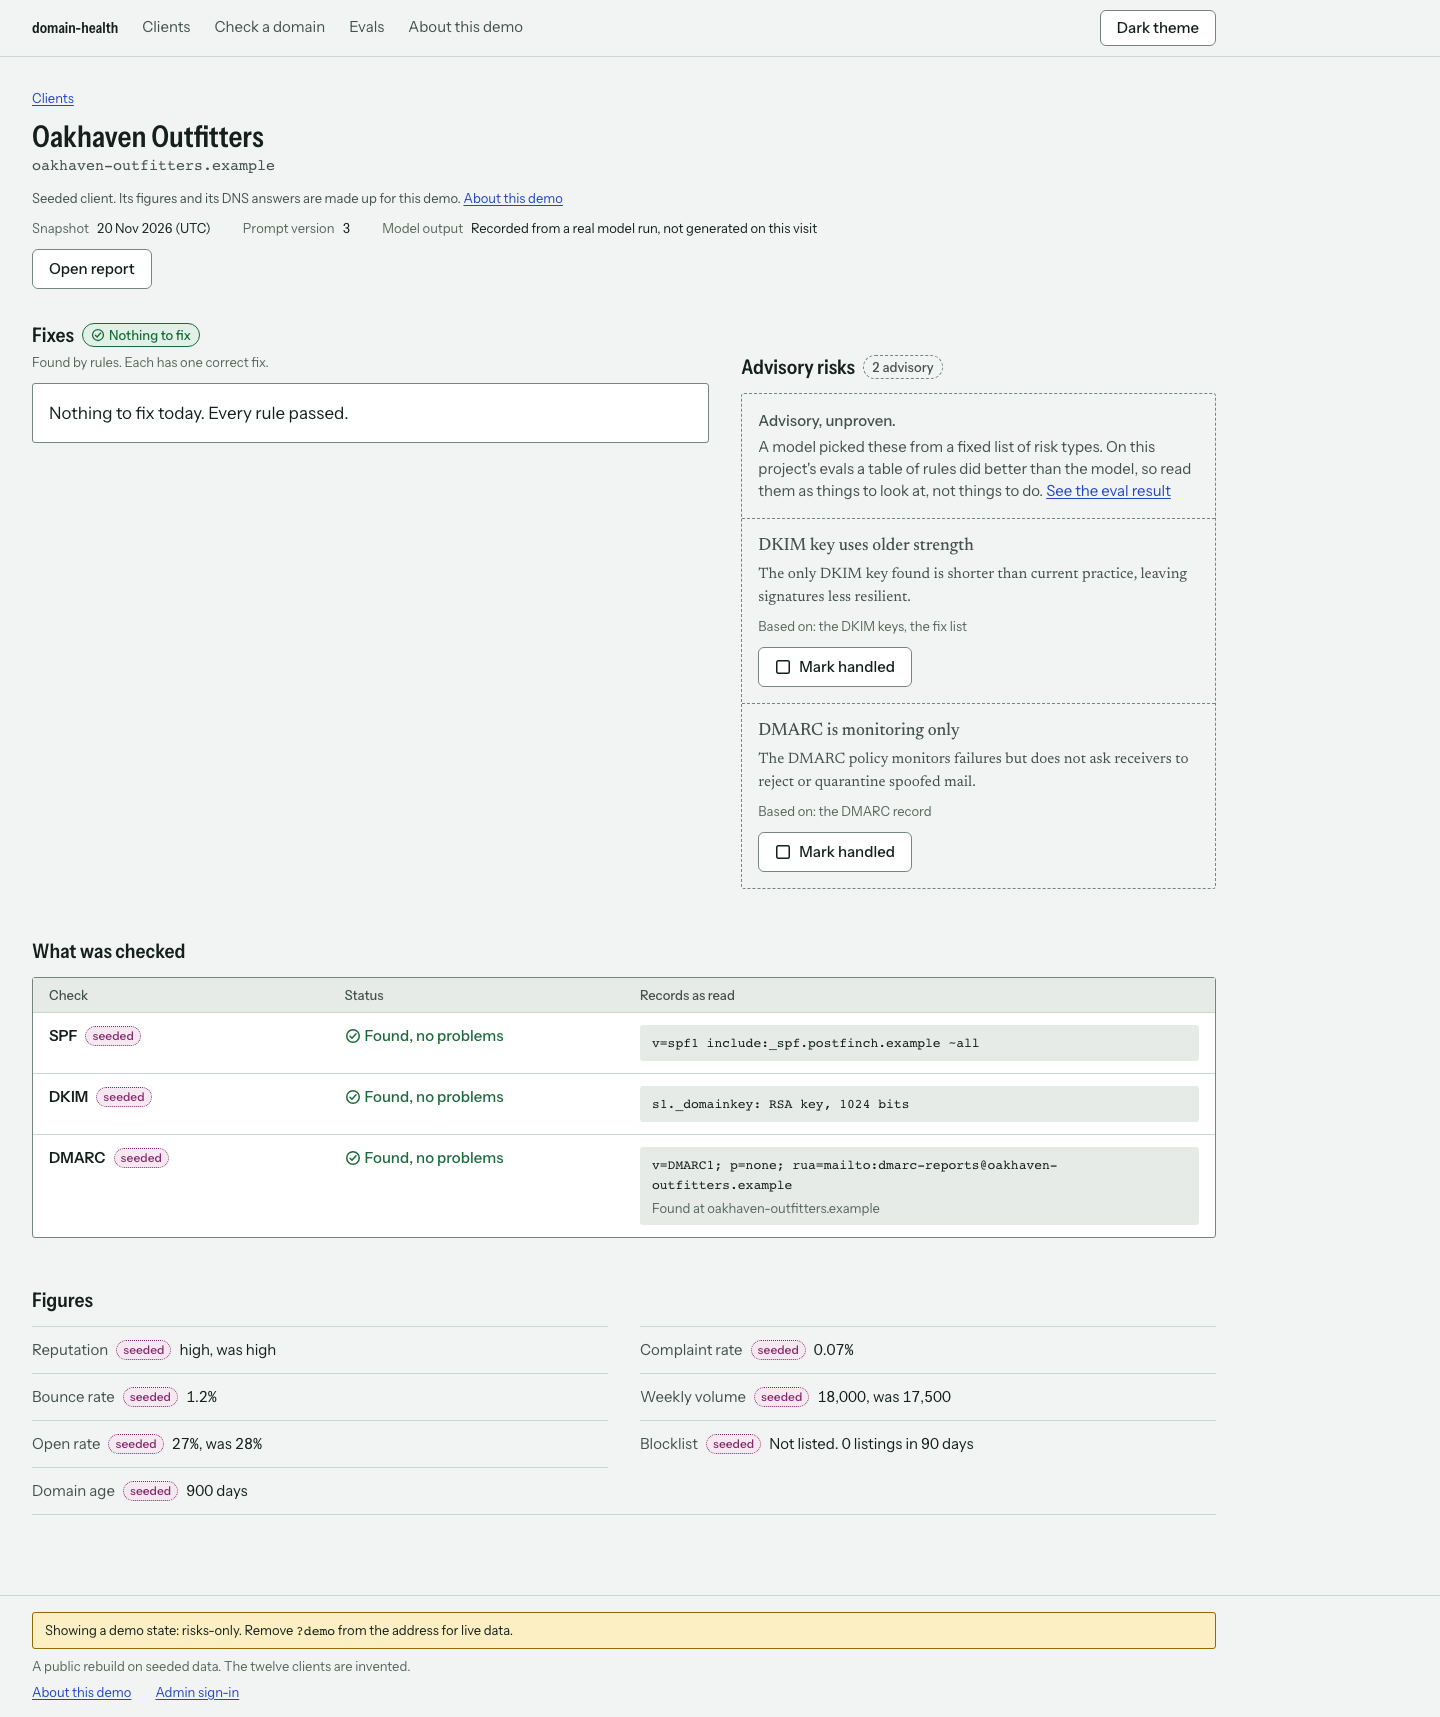 domain-health
Clients
Check a domain
Evals
About this demo
Dark theme
Clients
Oakhaven Outfitters
oakhaven-outfitters.example
Seeded client. Its figures and its DNS answers are made up for this demo. About this demo
Snapshot 20 Nov 2026 (UTC) Prompt version 3 Model output Recorded from a real model run, not generated on this visit
Open report
Fixes Nothing to fix
Found by rules. Each has one correct fix.
Nothing to fix today. Every rule passed.
Advisory risks 2 advisory
Advisory, unproven.
A model picked these from a fixed list of risk types. On this
project's evals a table of rules did better than the model, so read
them as things to look at, not things to do. See the eval result
DKIM key uses older strength
The only DKIM key found is shorter than current practice, leaving
signatures less resilient.
Based on: the DKIM keys, the fix list
Mark handled
DMARC is monitoring only
The DMARC policy monitors failures but does not ask receivers to
reject or quarantine spoofed mail.
Based on: the DMARC record
Mark handled
What was checked
Check Status Records as read
SPF seeded Found, no problems v=spf1 include:_spf.postfinch.example ~all
DKIM seeded Found, no problems s1._domainkey: RSA key, 1024 bits
DMARC seeded Found, no problems v=DMARC1; p=none; rua=mailto:dmarc-reports@oakhaven-
outfitters.example
Found at oakhaven-outfitters.example
Figures
Reputation seeded high, was high
Complaint rate seeded 0.07%
Bounce rate seeded 1.2%
Weekly volume seeded 18,000, was 17,500
Open rate seeded 27%, was 28%
Blocklist seeded Not listed. 0 listings in 90 days
Domain age seeded 900 days
Showing a demo state: risks-only. Remove ?demo from the address for live data.
A public rebuild on seeded data. The twelve clients are invented.
About this demo Admin sign-in